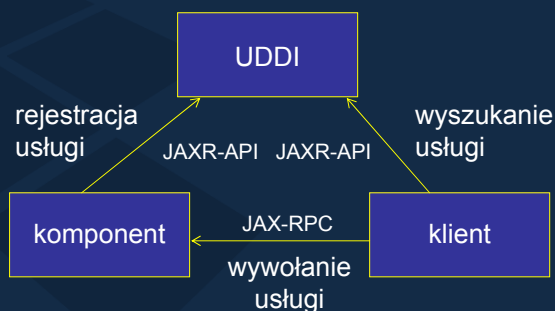 UDDI
rejestracja
usługi
wyszukanie
usługi
JAXR-API
JAXR-API
komponent
JAX-RPC
klient
wywołanie
usługi